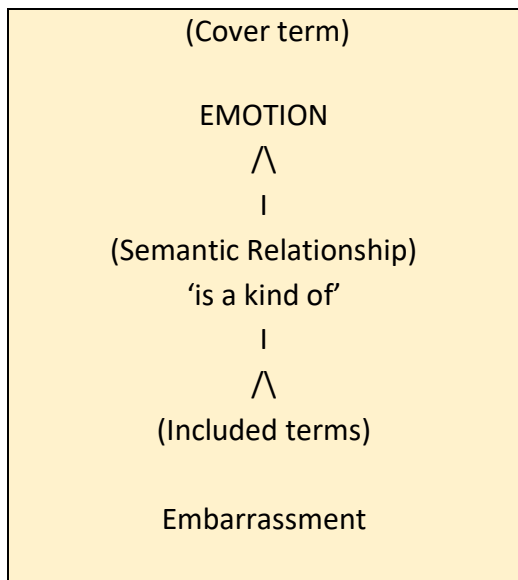 (Cover term)
EMOTION
/\
I
(Semantic Relationship)
‘is a kind of’
I
/\
(Included terms)
Embarrassment